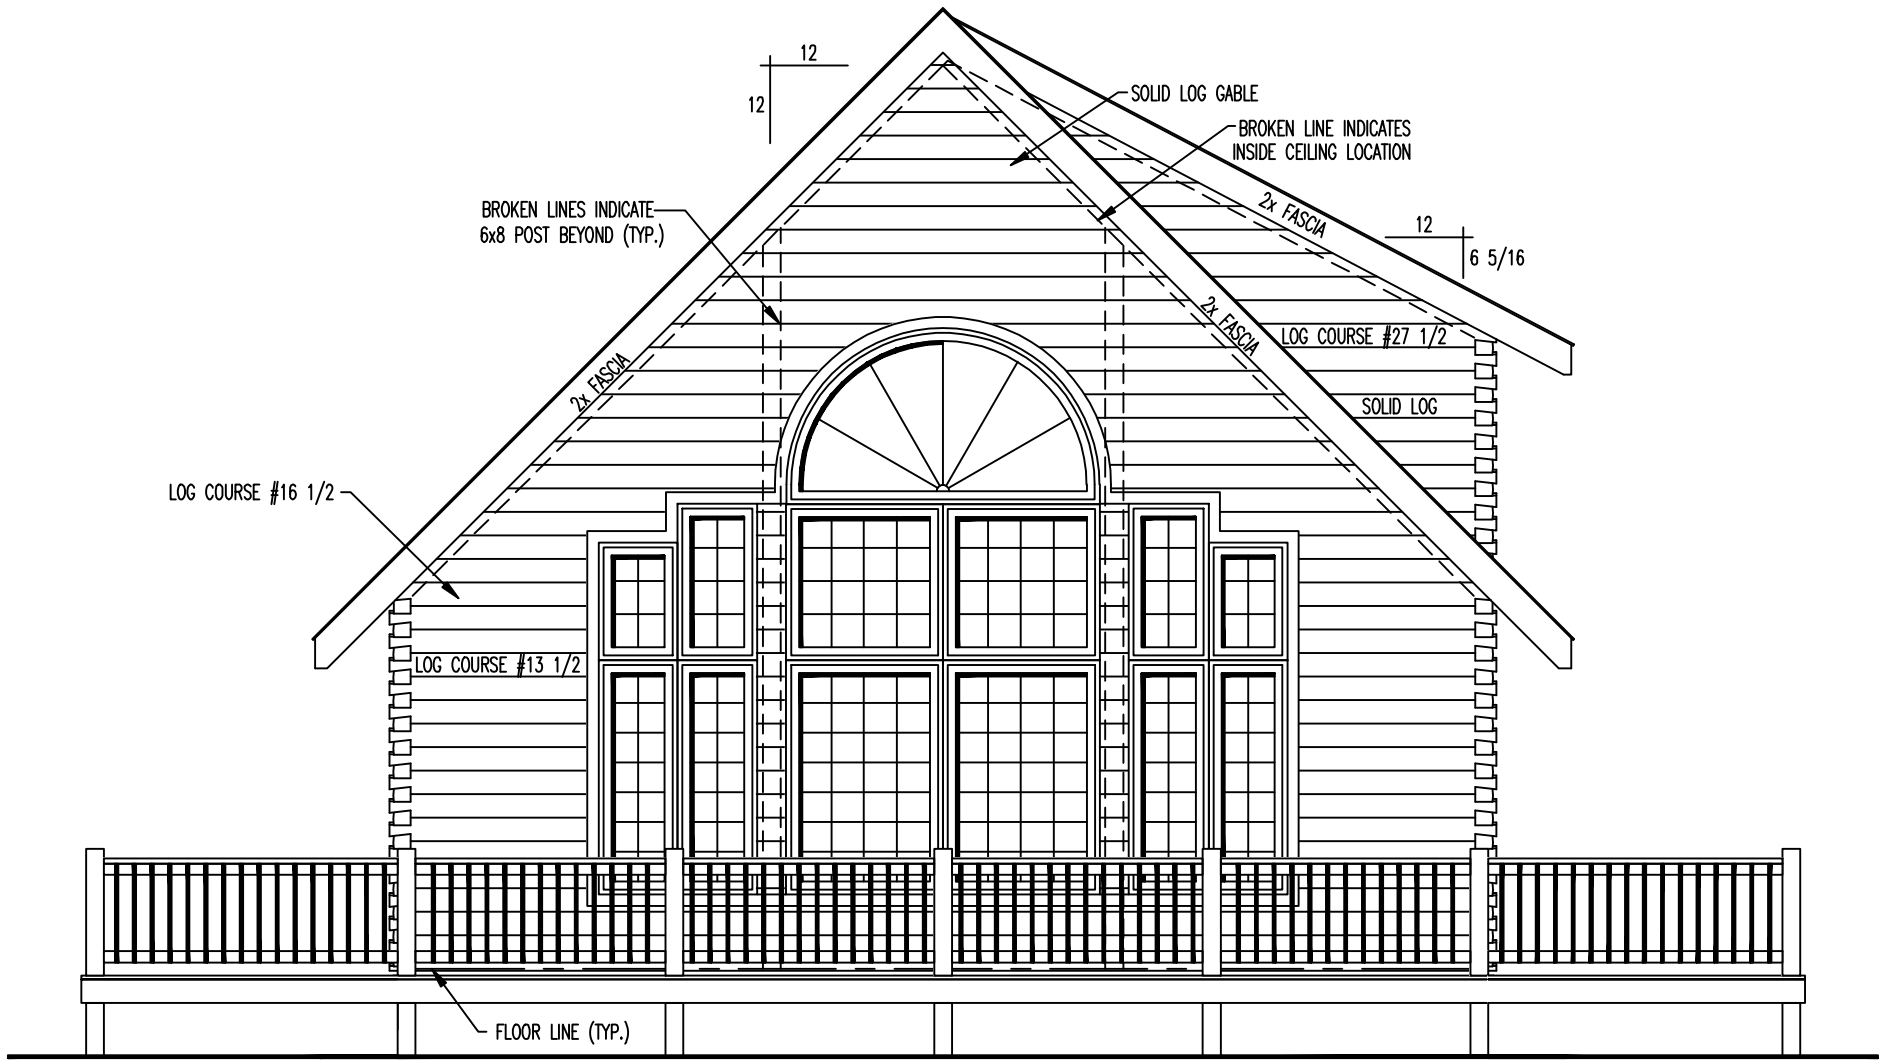 12
12
SOLID LOG GABLE
BROKEN LINE INDICATES
INSIDE CEILING LOCATION
BROKEN LINES INDICATE
6x8 POST BEYOND (TYP.)
2x FASCIA
12
6 5/16
2x FASCIA
LOG COURSE #27 1/2
2x FASCIA
SOLID LOG
LOG COURSE #16 1/2
LOG COURSE #13 1/2
FLOOR LINE (TYP.)